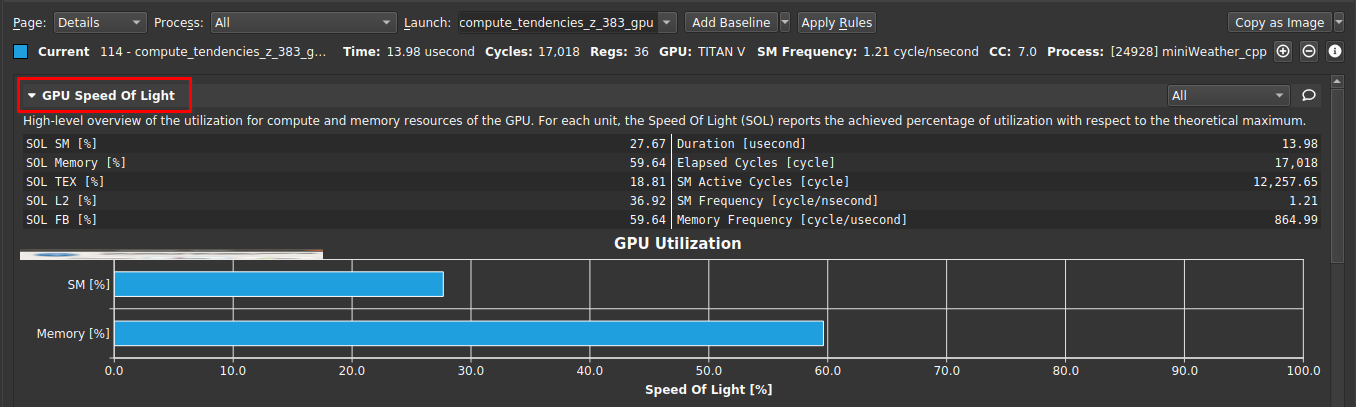 Page: Details Process: All Launch: compute_tendencies_z_383_gpu Add Baseline Apply Rules Copy as Image
Current 114 - compute_tendencies_z_383_g... Time: 13.98 usecond Cycles: 17,018 Regs: 36 GPU: TITAN V SM Frequency: 1.21 cycle/nsecond CC: 7.0 Process: [24928] miniWeather_cpp
GPU Speed Of Light All
High-level overview of the utilization for compute and memory resources of the GPU. For each unit, the Speed Of Light (SOL) reports the achieved percentage of utilization with respect to the theoretical maximum.
SOL SM [%] 27.67 Duration [usecond] 13.98
SOL Memory [%] 59.64 Elapsed Cycles [cycle] 17,018
SOL TEX [%] 18.81 SM Active Cycles [cycle] 12,257.65
SOL L2 [%] 36.92 SM Frequency [cycle/nsecond] 1.21
SOL FB [%] 59.64 Memory Frequency [cycle/usecond] 864.99
GPU Utilization
SM [%]
Memory [%]
0.0 10.0 20.0 30.0 40.0 50.0 60.0 70.0 80.0 90.0 100.0
Speed Of Light [%]